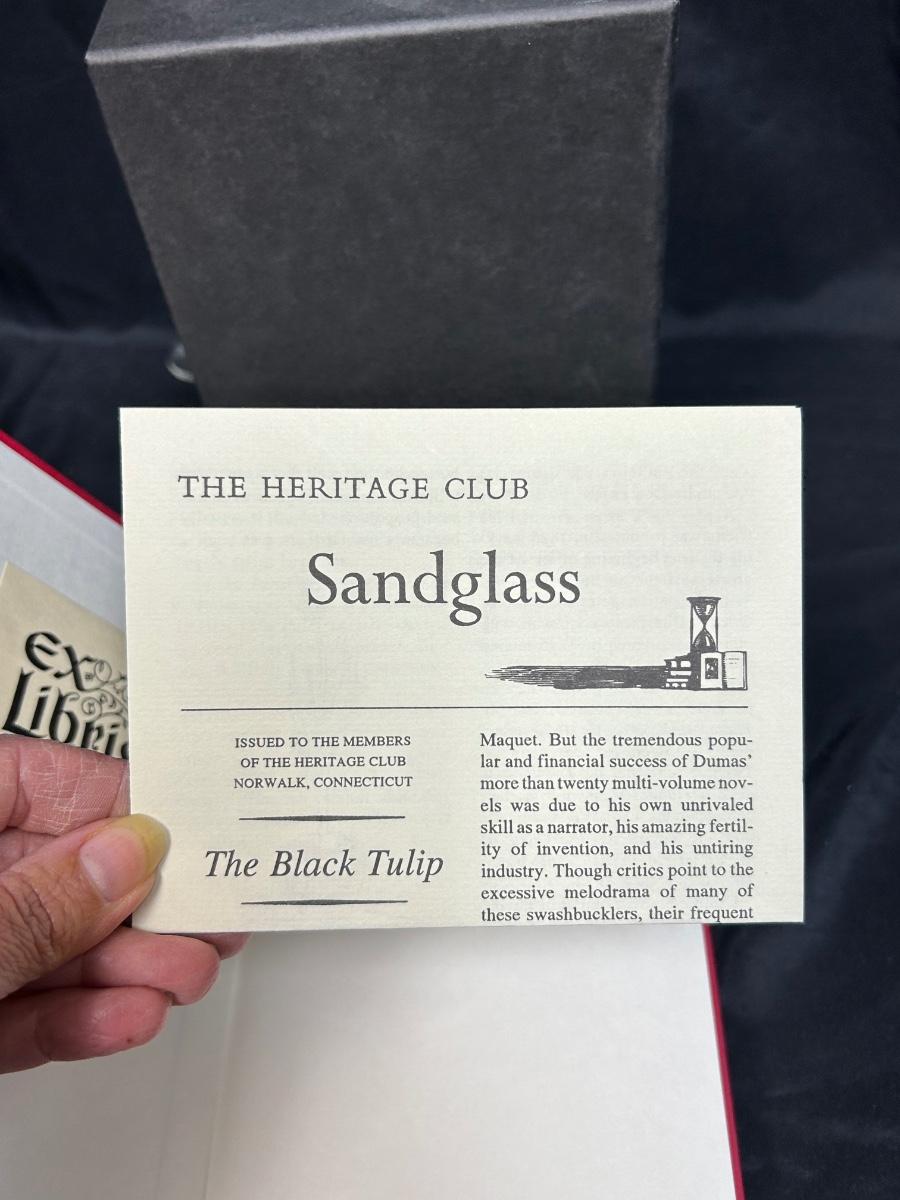 THE HERITAGE CLUB
Sandglass
ISSUED TO THE MEMBERS
OF THE HERITAGE CLUB
NORWALK, CONNECTICUT
The Black Tulip
Maquet. But the tremendous popu-
lar and financial success of Dumas'
more than twenty multi-volume nov-
els was due to his own unrivaled
skill as a narrator, his amazing fertil-
ity of invention, and his untiring
industry. Though critics point to the
excessive melodrama of many of
these swashbucklers, their frequent
Ex
Libris